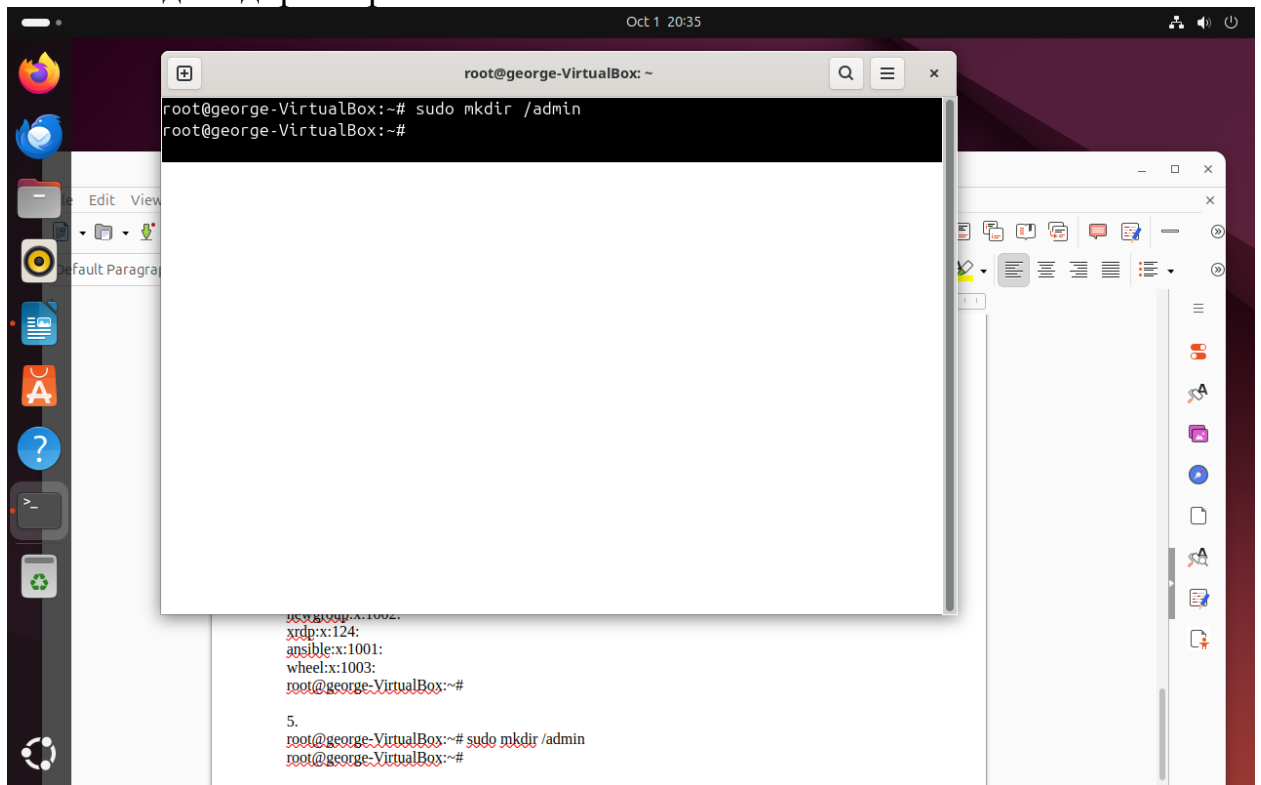 Oct 1 20:35
root@george-VirtualBox: ~
root@george-VirtualBox:~# sudo mkdir /admin
root@george-VirtualBox:~#
Edit View
Default Paragra
newgroup:x:1002:
xrdp:x:124:
ansible:x:1001:
wheel:x:1003:
root@george-VirtualBox:~#
5.
root@george-VirtualBox:~# sudo mkdir /admin
root@george-VirtualBox:~#